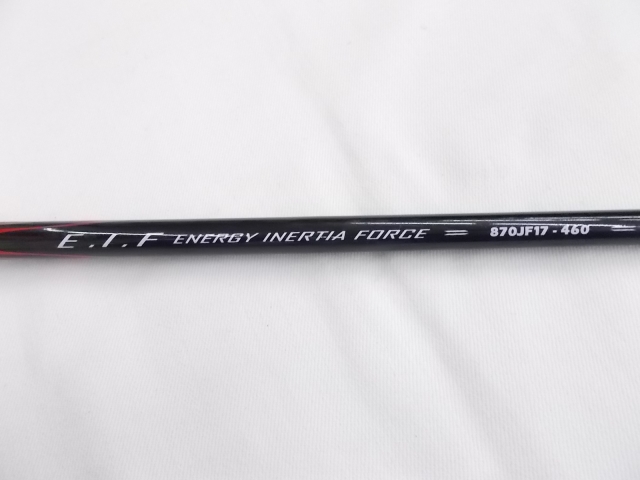 E.I.F ENERGY INERTIA FORCE = 870JF17-460